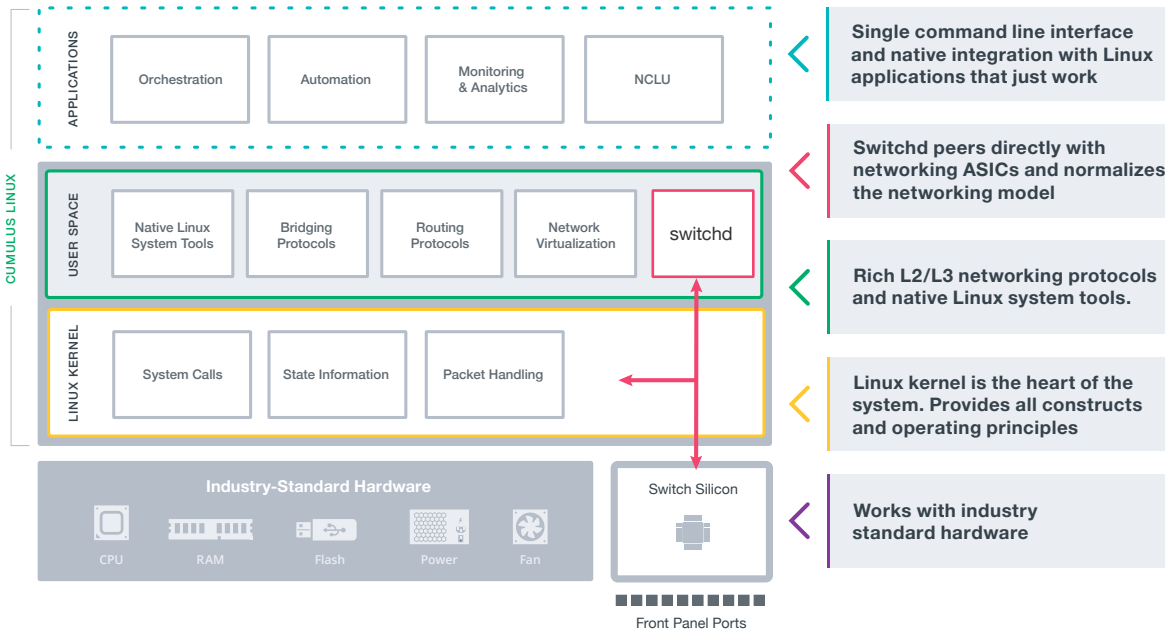 CUMULUS LINUX
APPLICATIONS
Orchestration
Automation
Monitoring
& Analytics
NCLU
Single command line interface
and native integration with Linux
applications that just work
USER SPACE
Native Linux
System Tools
Bridging
Protocols
Routing
Protocols
Network
Virtualization
switchd
Switchd peers directly with
networking ASICs and normalizes
the networking model
Rich L2/L3 networking protocols
and native Linux system tools.
LINUX KERNEL
System Calls
State Information
Packet Handling
Linux kernel is the heart of the
system. Provides all constructs
and operating principles
Industry-Standard Hardware
CPU
RAM
Flash
Power
Fan
Switch Silicon
Front Panel Ports
Works with industry
standard hardware